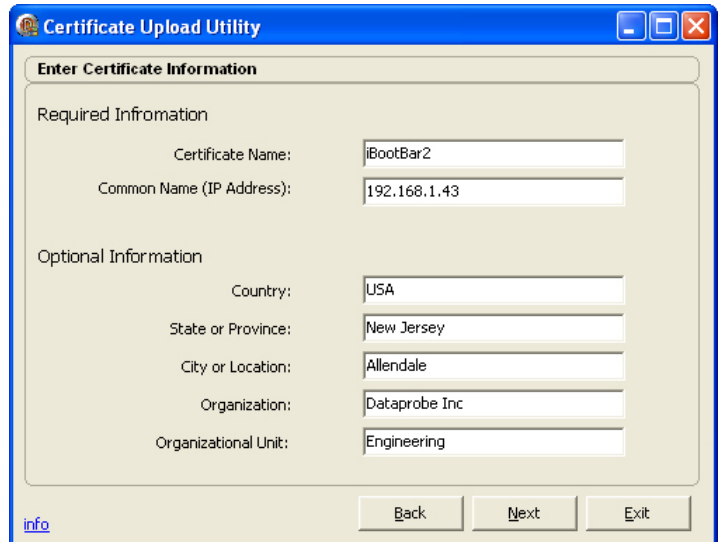 Certificate Upload Utility
Enter Certificate Information
Required Infromation
Certificate Name: iBootBar2
Common Name (IP Address): 192.168.1.43
Optional Information
Country: USA
State or Province: New Jersey
City or Location: Allendale
Organization: Dataprobe Inc
Organizational Unit: Engineering
info Back Next Exit